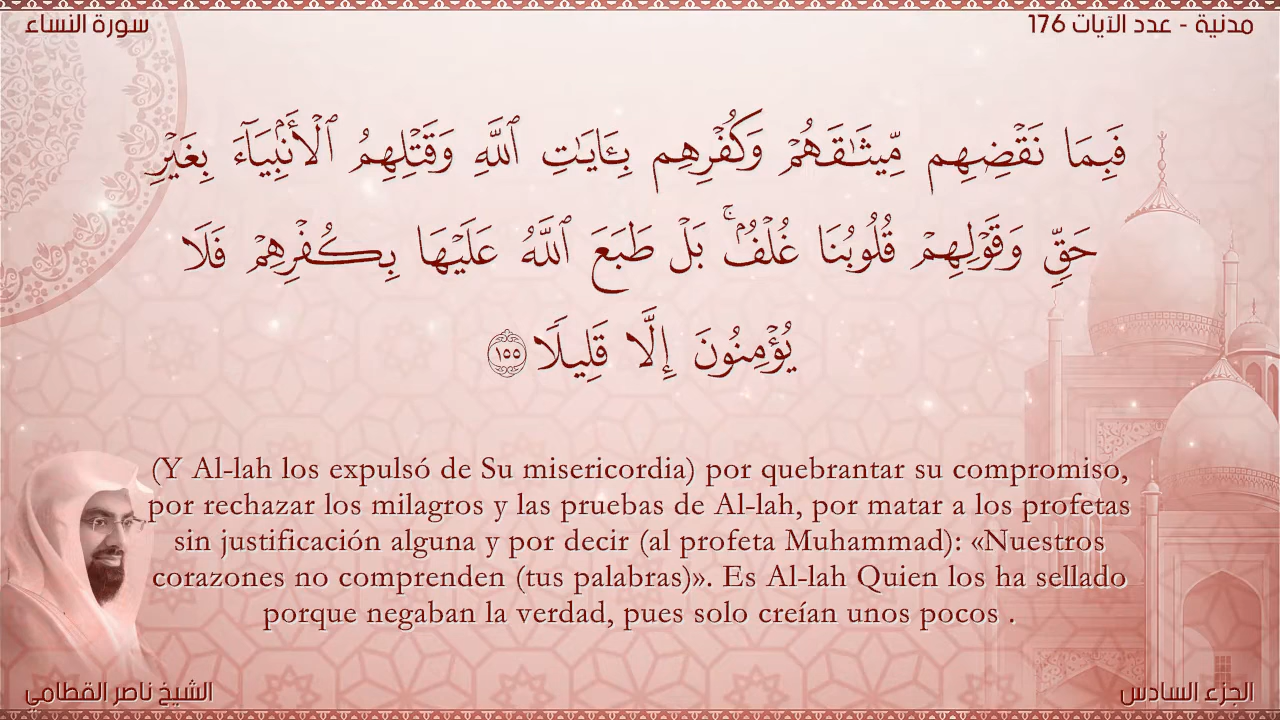 سورة النساء
مدنية - عدد الآيات 176
فَبِمَا نَقْضِهِم مِّيثَـٰقَهُمْ وَكُفْرِهِم بِـَٔايَـٰتِ ٱللَّهِ وَقَتْلِهِمُ ٱلْأَنۢبِيَآءَ بِغَيْرِ
حَقٍّ وَقَوْلِهِمْ قُلُوبُنَا غُلْفٌۢ ۚ بَلْ طَبَعَ ٱللَّهُ عَلَيْهَا بِكُفْرِهِمْ فَلَا
يُؤْمِنُونَ إِلَّا قَلِيلًا ١٥٥
(Y Al-lah los expulsó de Su misericordia) por quebrantar su compromiso,
por rechazar los milagros y las pruebas de Al-lah, por matar a los profetas
sin justificación alguna y por decir (al profeta Muhammad): «Nuestros
corazones no comprenden (tus palabras)». Es Al-lah Quien los ha sellado
porque negaban la verdad, pues solo creían unos pocos .
الشيخ ناصر القطامي
الجزء السادس